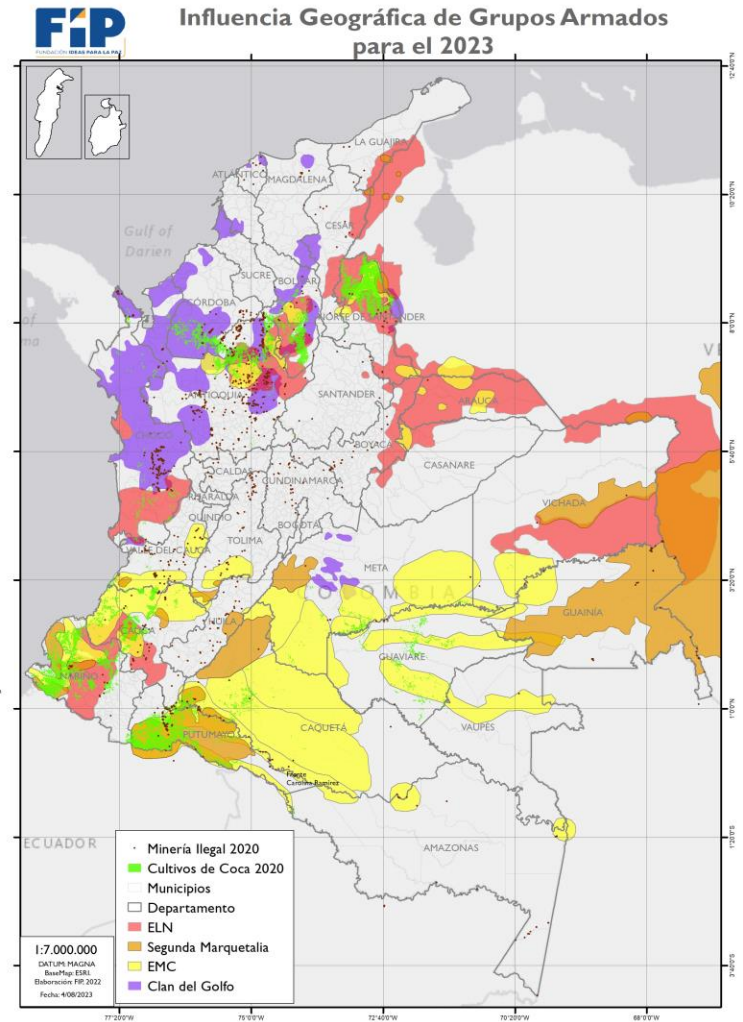 FIP
FUNDACIÓN IDEAS PARA LA PAZ
Influencia Geográfica de Grupos Armados
para el 2023
LA GUAJIRA
ATLÁNTICO
MAGDALENA
CESAR
Gulf of
Darien
SUCRE
BOLÍVAR
CÓRDOBA
NORTE DE SANTANDER
ANTIOQUIA
SANTANDER
ARAUCA
CHOCÓ
BOYACÁ
CASANARE
CALDAS
CUNDINAMARCA
RISARALDA
VICHADA
QUINDIO
BOGOTÁ
TOLIMA
VALLE DEL CAUCA
META
COLOMBIA
GUAINÍA
HUILA
CAUCA
GUAVIARE
NARIÑO
CAQUETÁ
VAUPÉS
PUTUMAYO
Frente
Carolina Ramírez
ECUADOR
AMAZONAS
Minería Ilegal 2020
Cultivos de Coca 2020
Municipios
Departamento
ELN
Segunda Marquetalia
EMC
Clan del Golfo
1:7.000.000
DATUM: MAGNA
BaseMap: ESRI.
Elaboración: FIP, 2022
Fecha: 4/08/2023
77°20'0"W
75°0'0"W
72°40'0"W
70°20'0"W
68°0'0"W
12°40'0"N
10°20'0"N
8°0'0"N
5°40'0"N
3°20'0"N
1°0'0"N
1°20'0"S
3°40'0"S